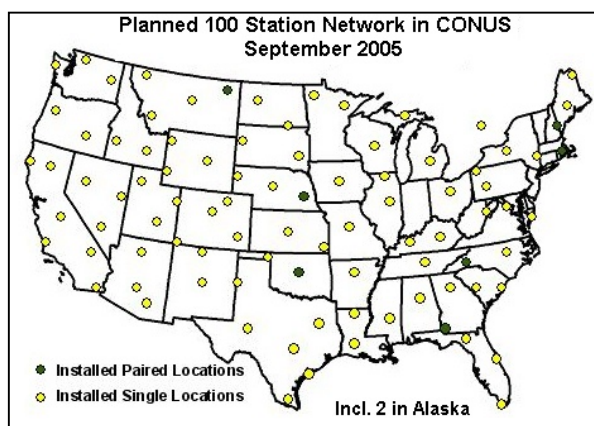 Planned 100 Station Network in CONUS
September 2005
Installed Paired Locations
Installed Single Locations
Incl. 2 in Alaska